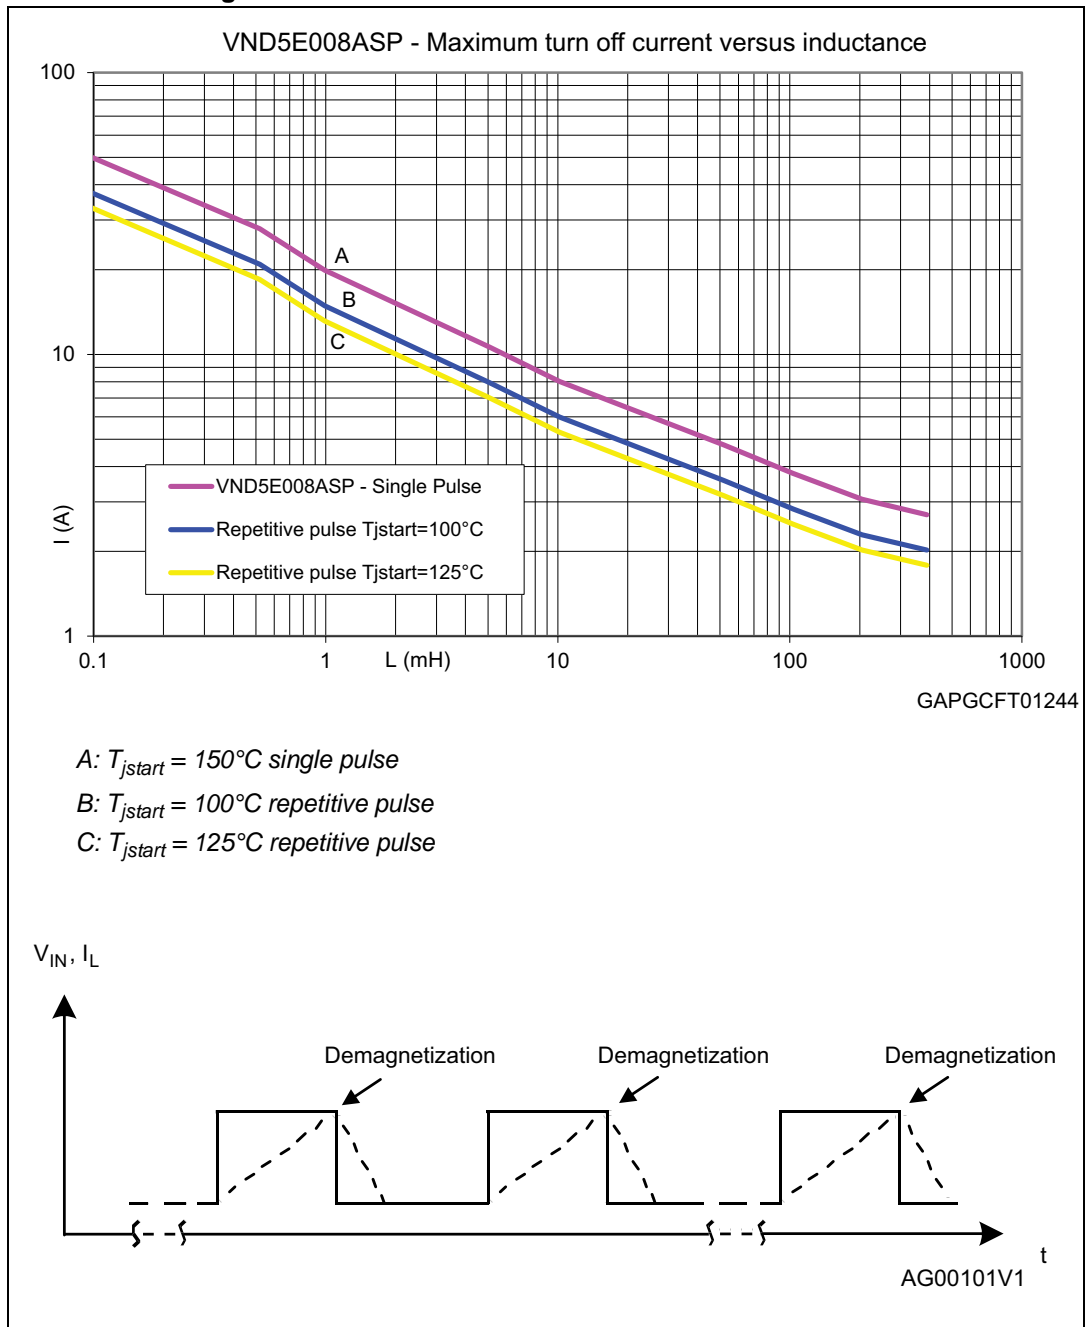 VND5E008ASP - Maximum turn off current versus inductance
100
10
1
I (A)
A
B
C
VND5E008ASP - Single Pulse
Repetitive pulse Tjstart=100°C
Repetitive pulse Tjstart=125°C
0.1 1 L (mH) 10 100 1000
GAPGCFT01244
A: Tjstart = 150°C single pulse
B: Tjstart = 100°C repetitive pulse
C: Tjstart = 125°C repetitive pulse
VIN, IL
Demagnetization Demagnetization Demagnetization
t
AG00101V1